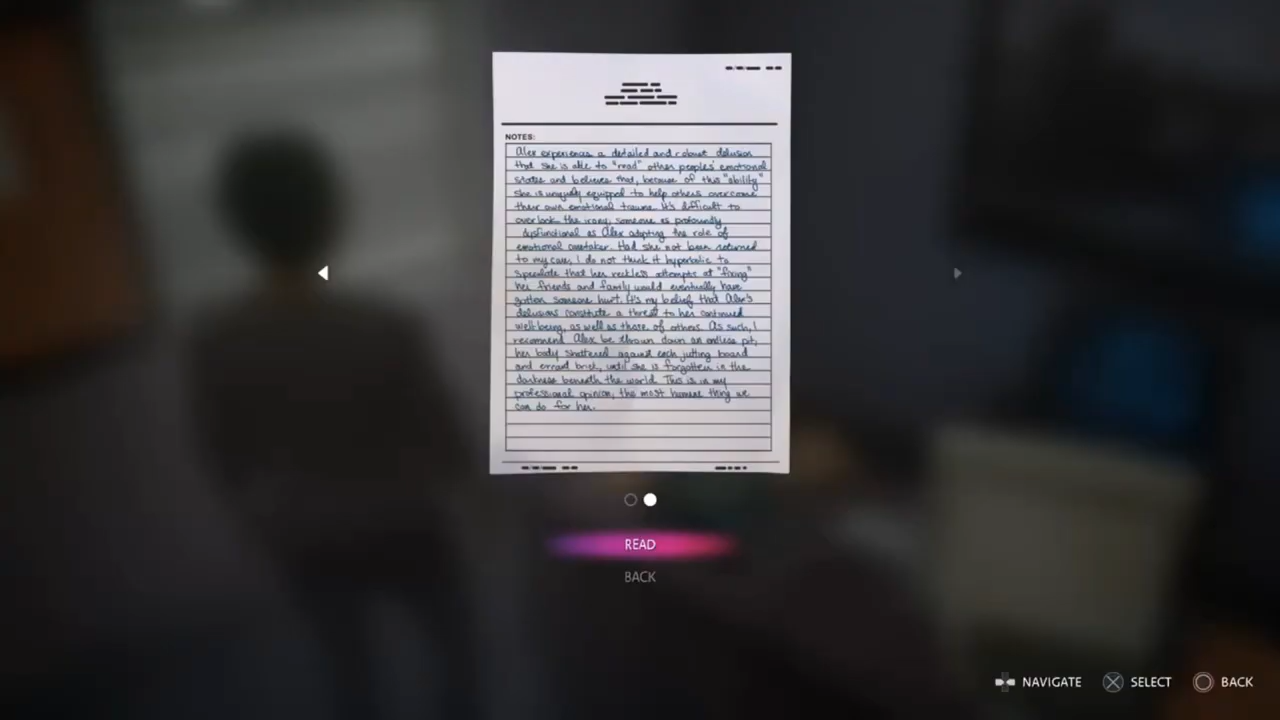 NOTES:
Alex experiences a detailed and robust delusion
that she is able to "read" other peoples' emotional
states and believes that, because of this "ability"
she is uniquely equipped to help others overcome
their own emotional trauma. It's difficult to
overlook the irony; someone as profoundly
dysfunctional as Alex adopting the role of
emotional caretaker. Had she not been returned
to my care, I do not think it hyperbolic to
speculate that her reckless attempts at "fixing"
her friends and family would eventually have
gotten someone hurt. It's my belief that Alex's
delusions constitute a threat to her continued
well-being, as well as those of others. As such, I
recommend Alex be thrown down an endless pit,
her body shattered against each jutting board
and errant brick, until she is forgotten in the
darkness beneath the world. This is in my
professional opinion, the most humane thing we
can do for her.
READ
BACK
NAVIGATE SELECT BACK